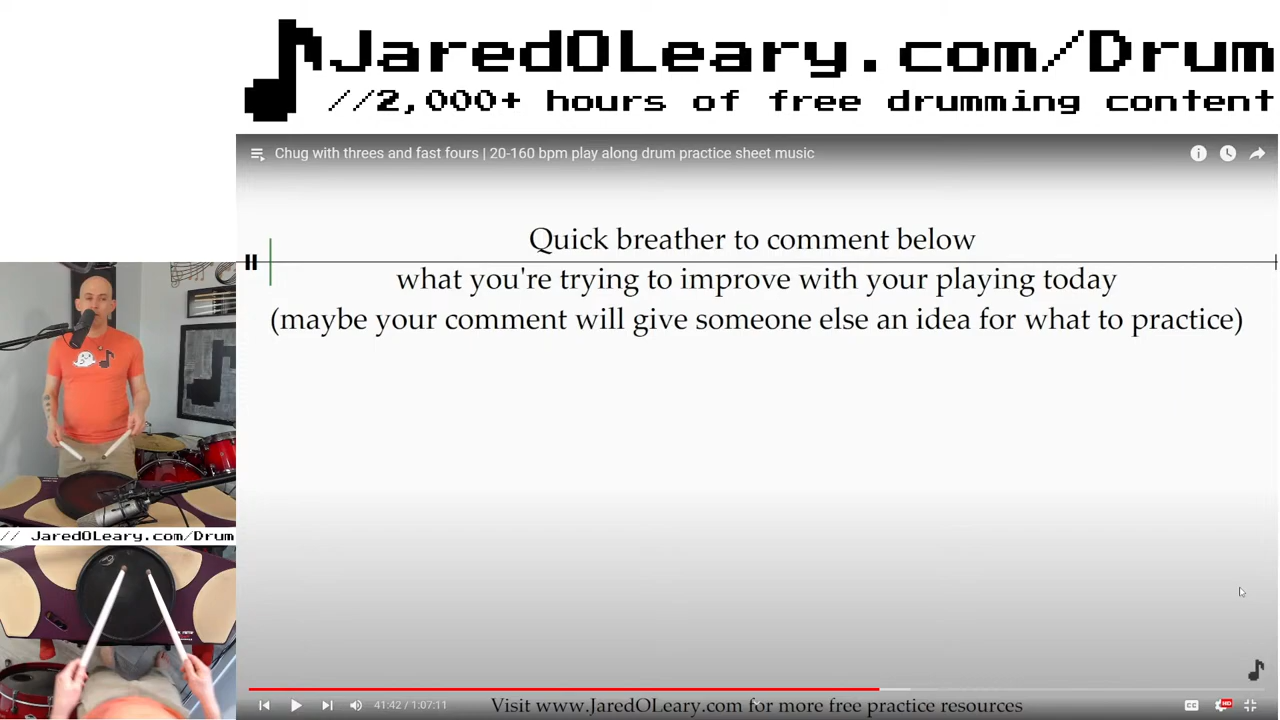 JaredOLeary.com/Drum
//2,000+ hours of free drumming content
Chug with threes and fast fours | 20-160 bpm play along drum practice sheet music
Quick breather to comment below
what you're trying to improve with your playing today
(maybe your comment will give someone else an idea for what to practice)
// JaredOLeary.com/Drum
41:42 / 1:07:11
Visit www.JaredOLeary.com for more free practice resources
CC
HD